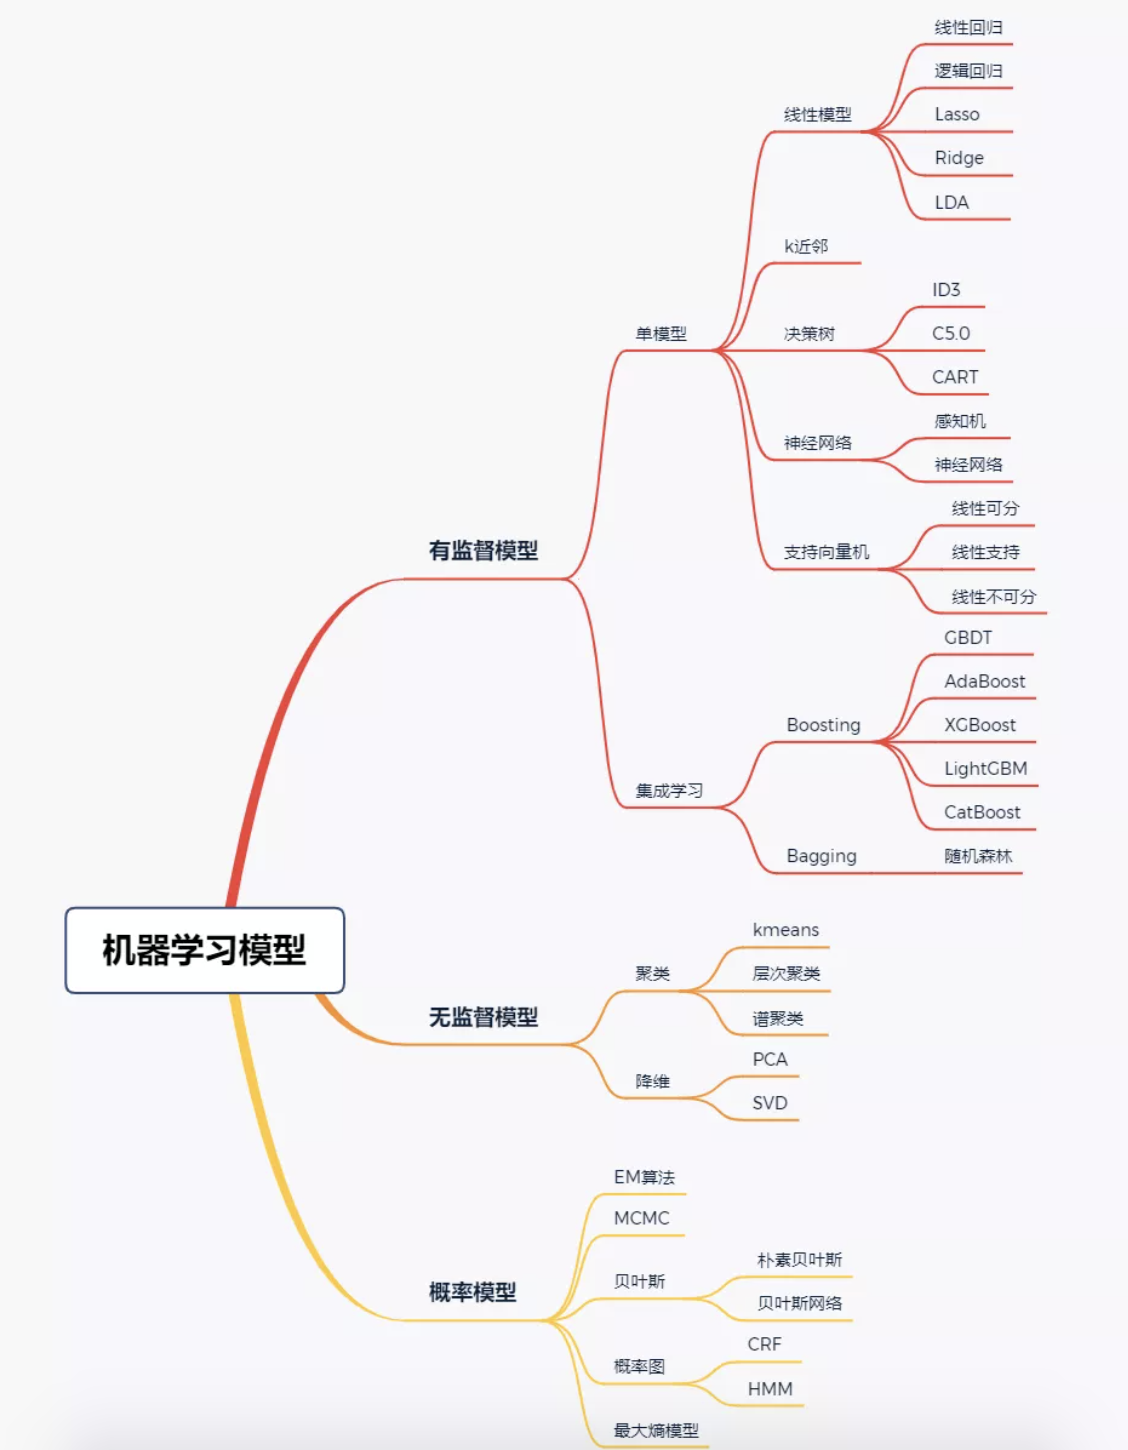 机器学习模型
有监督模型
单模型
线性模型
线性回归
逻辑回归
Lasso
Ridge
LDA
k近邻
决策树
ID3
C5.0
CART
神经网络
感知机
神经网络
支持向量机
线性可分
线性支持
线性不可分
集成学习
Boosting
GBDT
AdaBoost
XGBoost
LightGBM
CatBoost
Bagging
随机森林
无监督模型
聚类
kmeans
层次聚类
谱聚类
降维
PCA
SVD
概率模型
EM算法
MCMC
贝叶斯
朴素贝叶斯
贝叶斯网络
概率图
CRF
HMM
最大熵模型